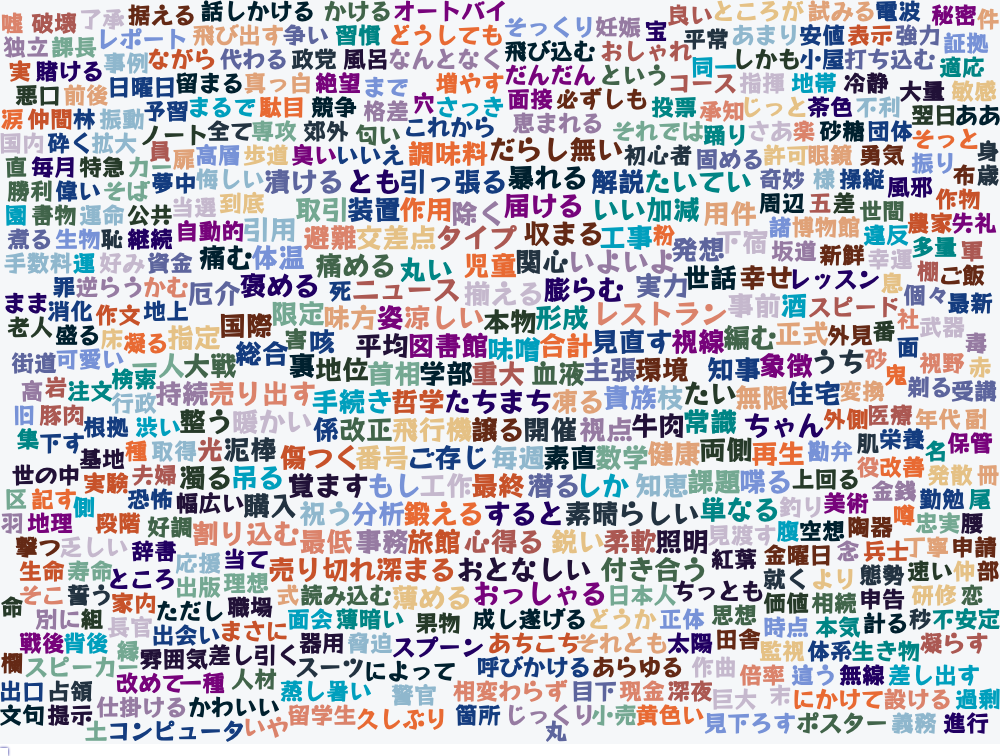 嘘 破壊 了承 据える 話しかける かける オートバイ そっくり 妊娠 宝 良い ところが 試みる 電波 秘密 件
独立 課長 レポート 飛び出す 争い 習慣 どうしても 飛び込む おしゃれ 平常 あまり 安値 表示 強力 証拠
実 賭ける 事例 ながら 代わる 政党 風呂 なんとなく だんだん という 同一 しかも 小屋 打ち込む 適応
悪口 前後 日曜日 留まる 真っ白 絶望 まで 増やす 面接 必ずしも コース 指揮 地帯 冷静 大量 敏感
涙 仲間 林 振動 予習 まるで 駄目 競争 格差 穴 さっき 恵まれる 投票 承知 じっと 茶色 不利 翌日 ああ
国内 砕く 拡大 ノート 全て 専攻 郊外 匂い これから それでは 踊り さあ 楽 砂糖 団体 そっと 身
直 毎月 特急 力 員 扉 高層 歩道 臭い いいえ 調味料 だらし無い 初心者 固める 許可 眼鏡 勇気 振り 布 歳
勝利 偉い そば 夢中 悔しい 漬ける とも 引っ張る 暴れる 解説 たいてい 奇妙 様 操縦 風邪 作物
園 書物 運命 公共 当選 到底 取引 装置 作用 除く 届ける いい加減 用件 周辺 五 差 世間 農家 失礼
煮る 生物 恥 継続 自動的 引用 避難 交差点 タイプ 収まる 工事 粉 発想 下宿 諸 博物館 違反 多量 軍
手数料 運 好み 資金 痛む 体温 痛める 丸い 児童 関心 いよいよ 坂道 新鮮 幸運 棚 ご飯
罪 逆らう かむ 厄介 褒める 死 ニュース 揃える 膨らむ 実力 世話 幸せ レッスン 息 個々 最新
まま 消化 作文 地上 限定 味方 姿 涼しい 本物 形成 レストラン 事前 酒 スピード 社 武器
老人 盛る 床 凝る 指定 国際 害 咳 平均 図書館 味噌 合計 見直す 視線 編む 正式 外見 番 面 毒
街道 可愛い 人 大戦 総合 裏 地位 首相 学部 重大 血液 主張 環境 知事 象徴 うち 砂 鬼 視野 赤
高 岩 注文 検索 行政 持続 売り出す 手続き 哲学 たちまち 凍る 貴族 枝 たい 無限 住宅 変換 剃る 受講
旧 豚肉 根拠 渋い 整う 暖かい 係 改正 飛行機 譲る 開催 視点 牛肉 常識 ちゃん 外側 医療 年代 副
集 下す 基地 種 取得 光 泥棒 傷つく 番号 ご存じ 毎週 素直 数学 健康 両側 再生 勘弁 肌 栄養 名 保管
世の中 実験 夫婦 濁る 吊る 覚ます もし 工作 最終 潜る しか 知恵 課題 喋る 上回る 役 改善 発散 冊
区 記す 側 恐怖 幅広い 購入 祝う 分析 鍛える すると 素晴らしい 単なる 釣り 美術 金銭 勤勉 尾
羽 地理 段階 好調 割り込む 最低 事務 旅館 心得る 鋭い 柔軟 照明 見渡す 腹 空想 陶器 噂 忠実 腰
撃つ 乏しい 辞書 応援 当て 売り切れ 深まる おとなしい 付き合う 紅葉 金曜日 念 兵士 丁寧 申請
生命 寿命 ところ 出版 理想 式 読み込む 薄める おっしゃる 日本人 ちっとも 就く より 態勢 速い 仲 部
命 そこ 誓う 家内 ただし 職場 面会 薄暗い 果物 成し遂げる どうか 正体 思想 価値 相続 申告 研修 恋
別に 組 長官 出会い まさに 器用 脅迫 スプーン あちこち それとも 太陽 田舎 時点 本気 計る 秒 不安定
戦後 背後 縁 雰囲気 差し引く スーツ によって 呼びかける あらゆる 監視 体系 生き物 凝らす
欄 スピーカー 改めて 一種 人材 蒸し暑い 警官 相変わらず 目下 現金 深夜 作曲 倍率 這う 無線 差し出す
出口 占領 仕掛ける かわいい 留学生 久しぶり 箇所 じっくり 小売 黄色い 巨大 末 にかけて 設ける 過剰
文句 提示 土 コンピュータ いや 丸 見下ろす ポスター 義務 進行